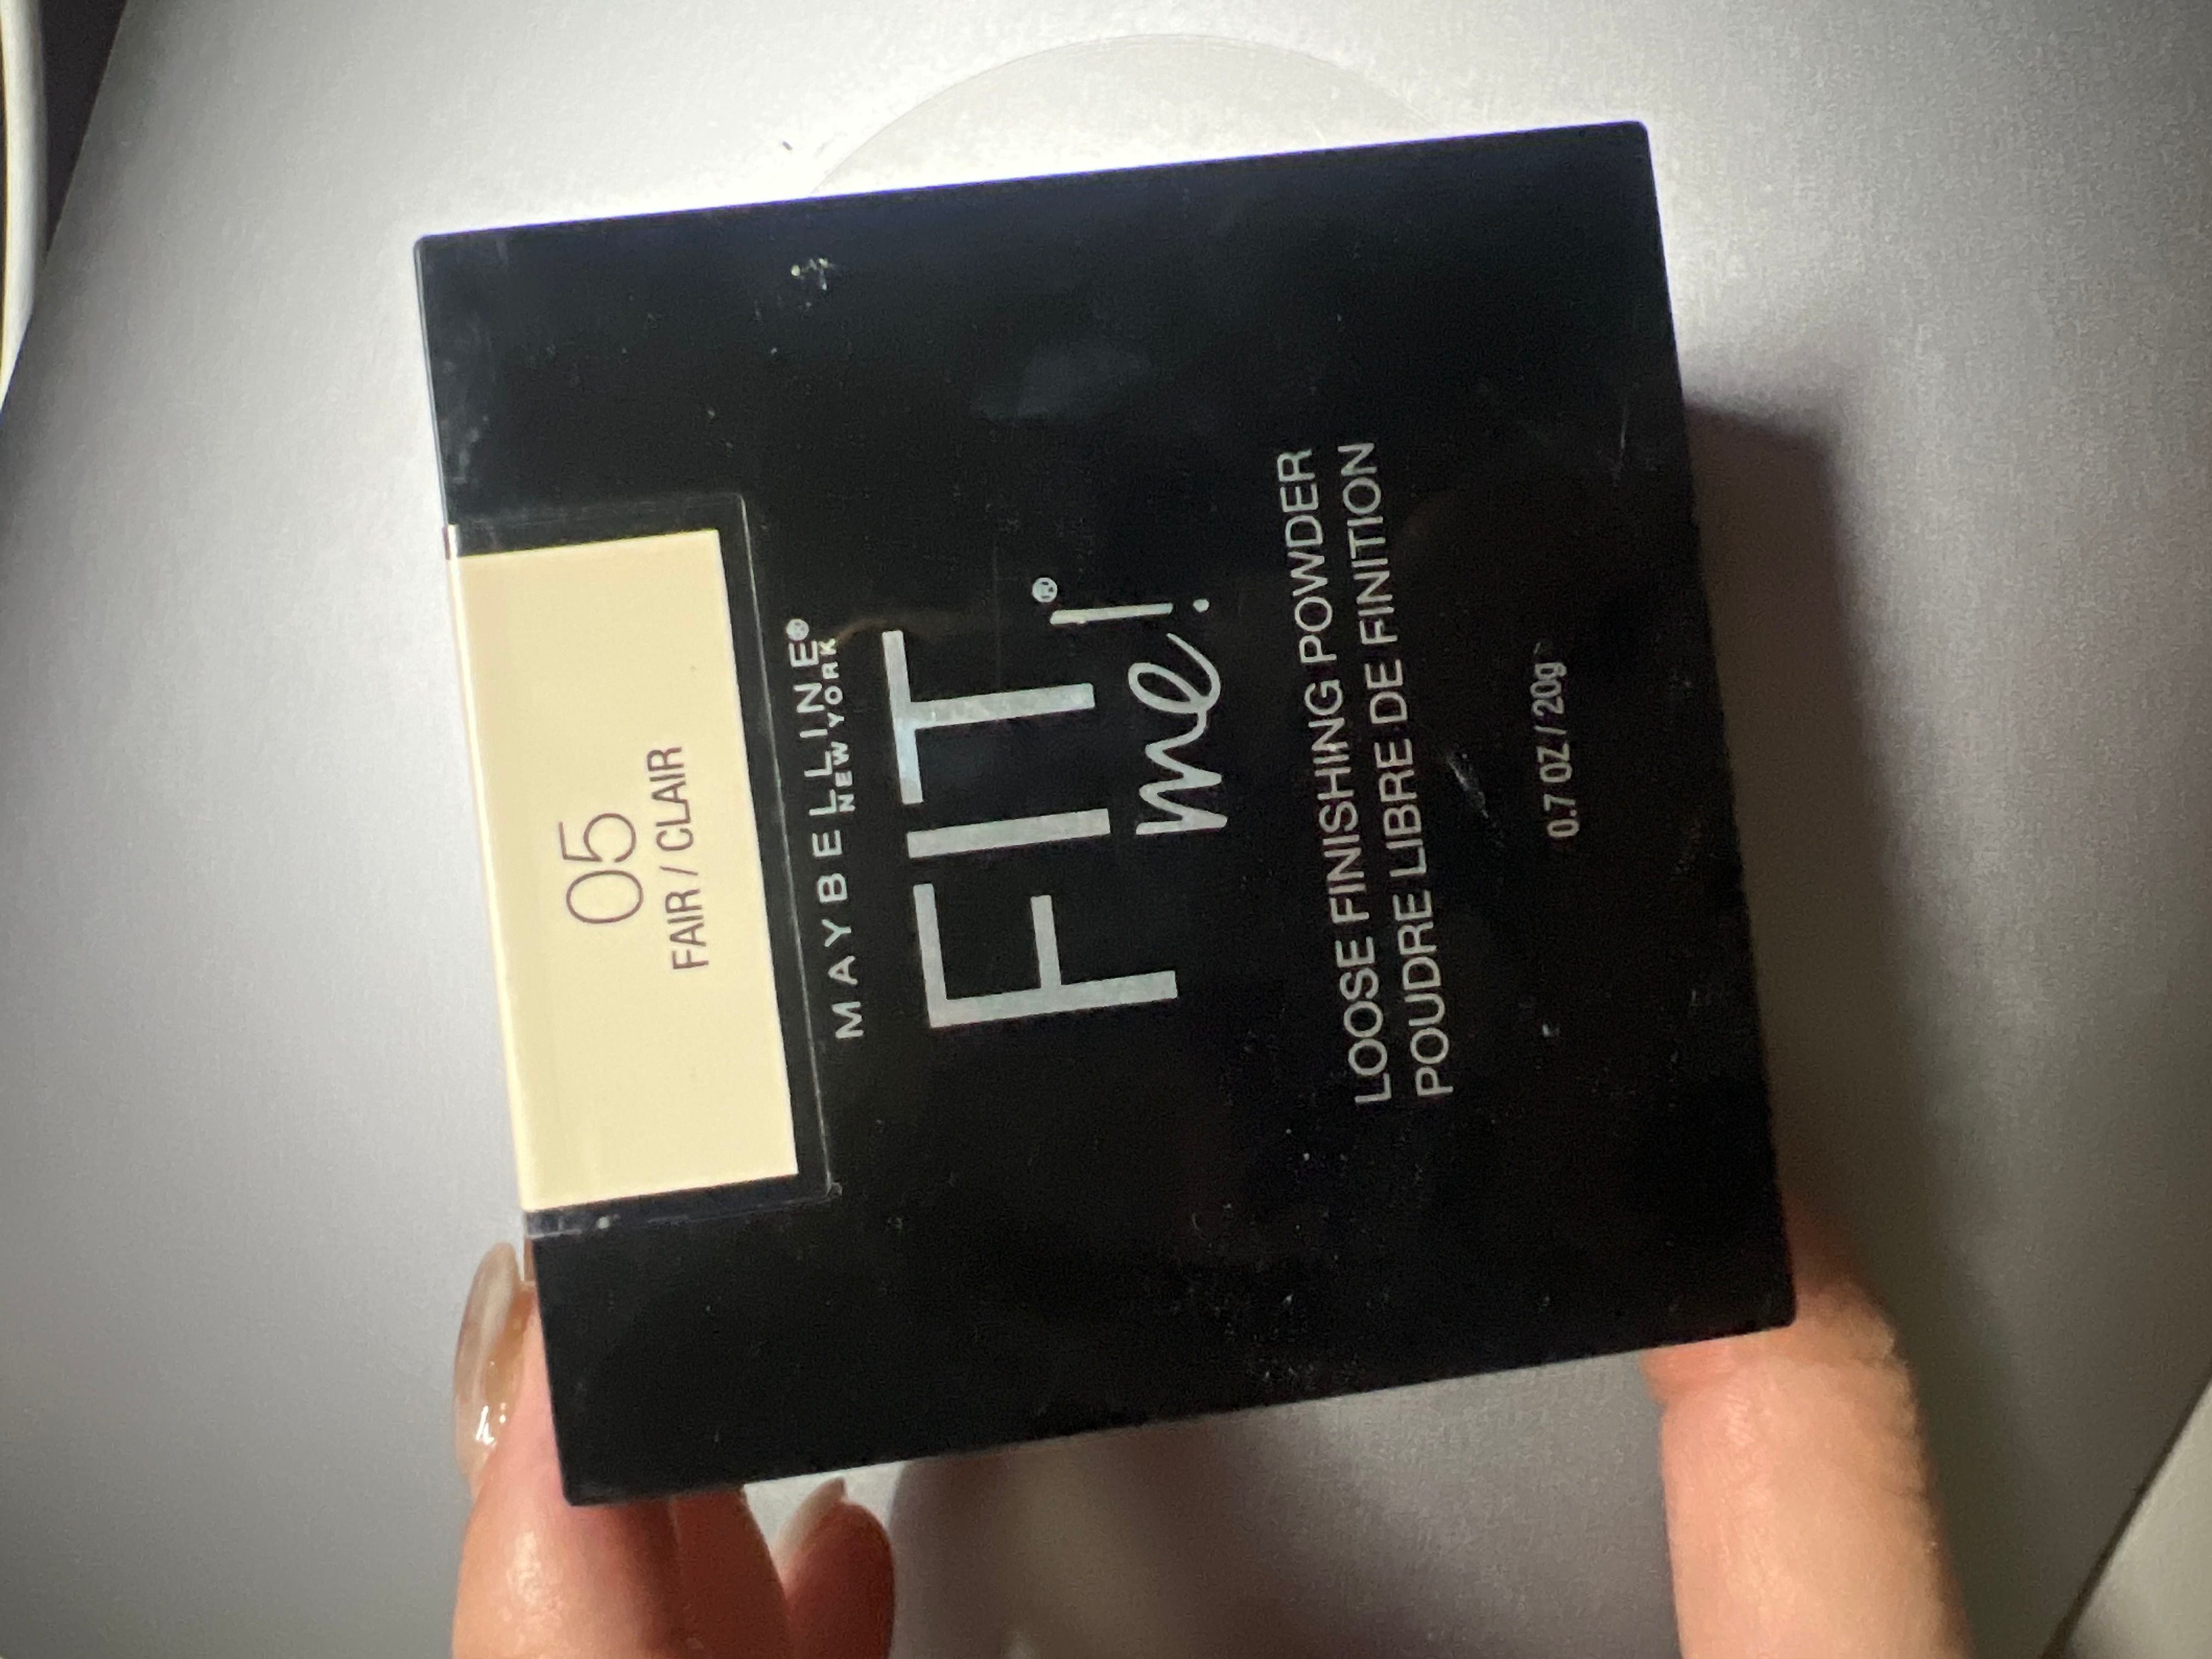 05
FAIR / CLAIR
MAYBELLINE®
NEW YORK
FIT
me!®
LOOSE FINISHING POWDER
POUDRE LIBRE DE FINITION
0.7 OZ / 20g